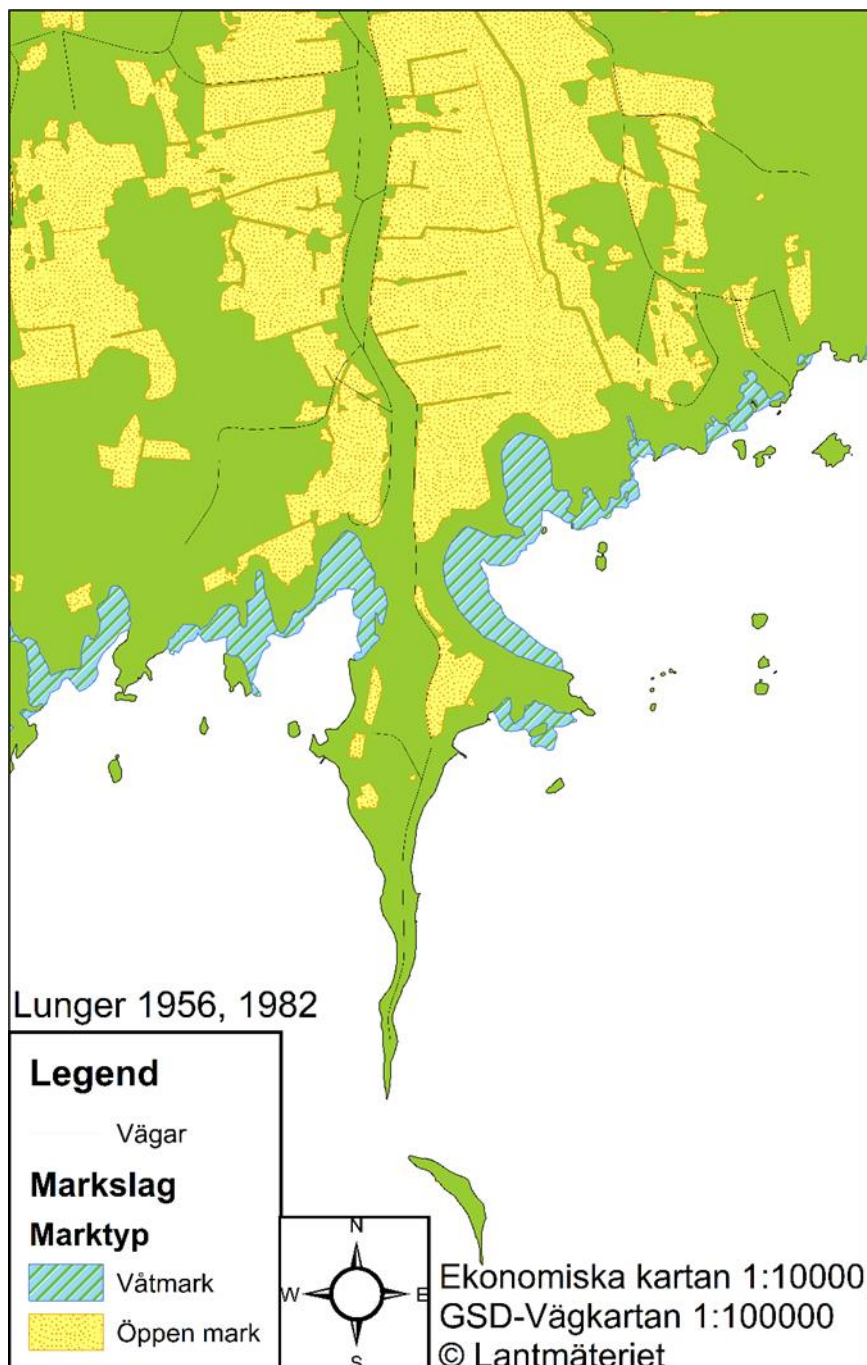 Lunger 1956, 1982
Legend
Vägar
Markslag
Marktyp
Våtmark
Öppen mark
N
W E
S
Ekonomiska kartan 1:10000
GSD-Vägkartan 1:100000
© Lantmäteriet